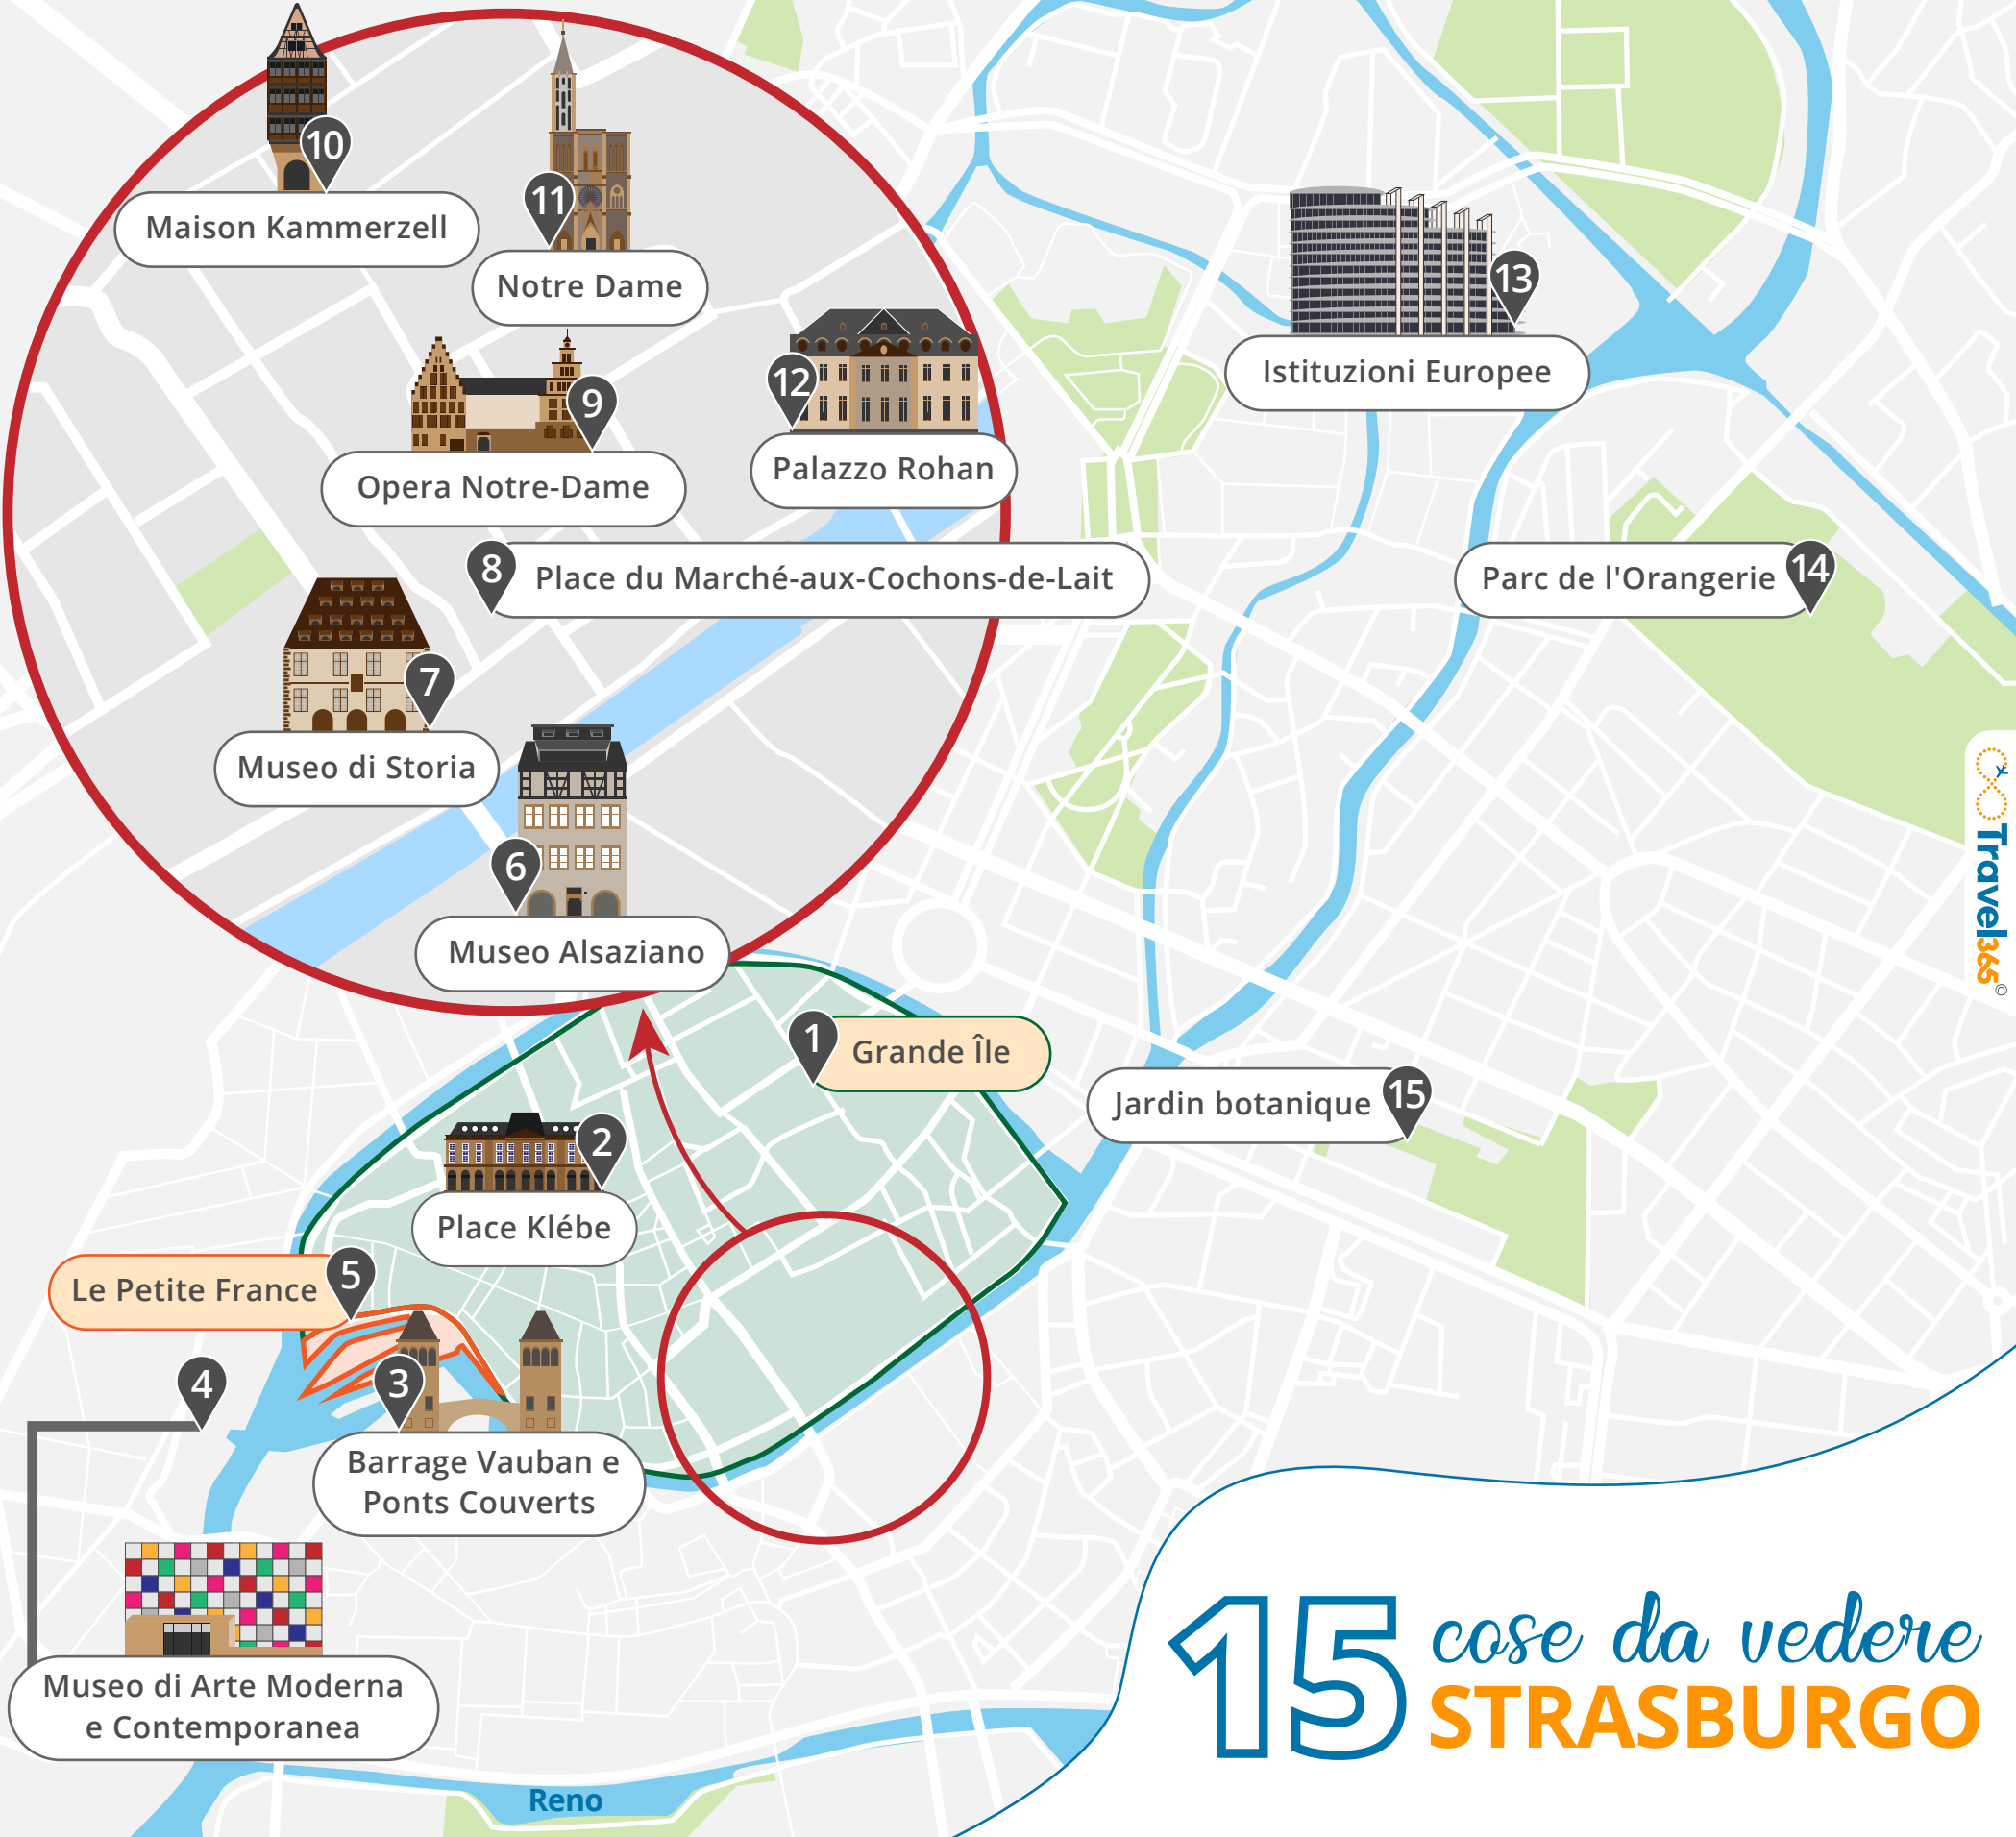 10
Maison Kammerzell
11
Notre Dame
9
Opera Notre-Dame
12
Palazzo Rohan
13
Istituzioni Europee
8
Place du Marché-aux-Cochons-de-Lait
14
Parc de l'Orangerie
7
Museo di Storia
6
Museo Alsaziano
Travel365©
1
Grande Île
15
Jardin botanique
2
Place Klébe
5
Le Petite France
4
3
Barrage Vauban e
Ponts Couverts
Museo di Arte Moderna
e Contemporanea
Reno
15
cose da vedere
STRASBURGO